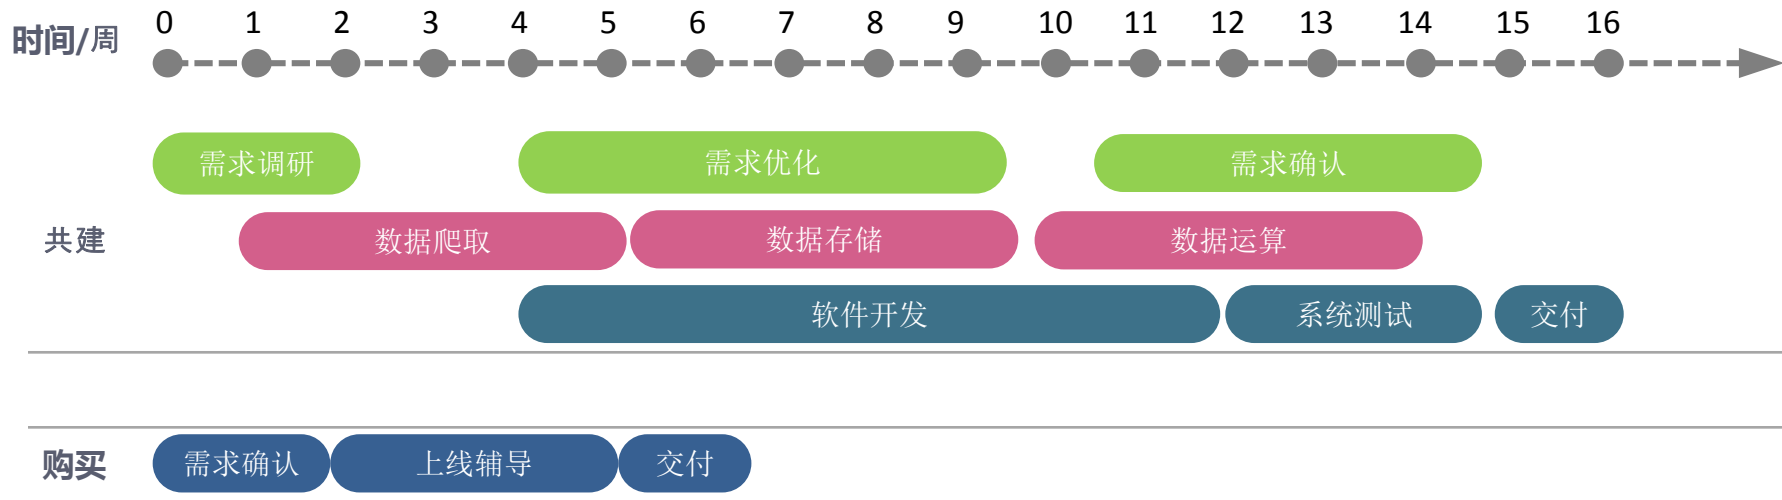 时间/周 0 1 2 3 4 5 6 7 8 9 10 11 12 13 14 15 16
需求调研 需求优化 需求确认
共建 数据爬取 数据存储 数据运算
软件开发 系统测试 交付
购买 需求确认 上线辅导 交付